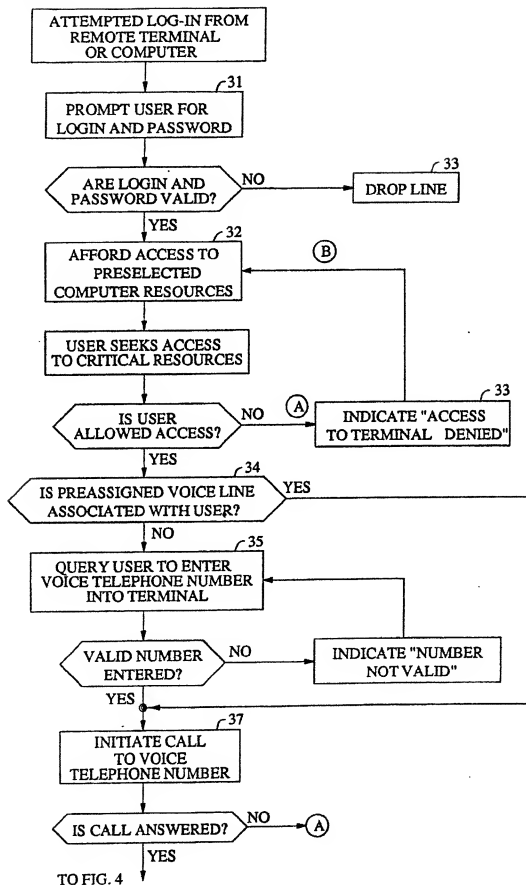 ATTEMPTED LOG-IN FROM
REMOTE TERMINAL
OR COMPUTER
31
PROMPT USER FOR
LOGIN AND PASSWORD
ARE LOGIN AND
PASSWORD VALID?
NO
33
DROP LINE
YES
32
AFFORD ACCESS TO
PRESELECTED
COMPUTER RESOURCES
B
USER SEEKS ACCESS
TO CRITICAL RESOURCES
IS USER
ALLOWED ACCESS?
NO
A
33
INDICATE "ACCESS
TO TERMINAL DENIED"
YES
34
IS PREASSIGNED VOICE LINE
ASSOCIATED WITH USER?
YES
NO
35
QUERY USER TO ENTER
VOICE TELEPHONE NUMBER
INTO TERMINAL
VALID NUMBER
ENTERED?
NO
INDICATE "NUMBER
NOT VALID"
YES
37
INITIATE CALL
TO VOICE
TELEPHONE NUMBER
IS CALL ANSWERED?
NO
A
YES
TO FIG. 4